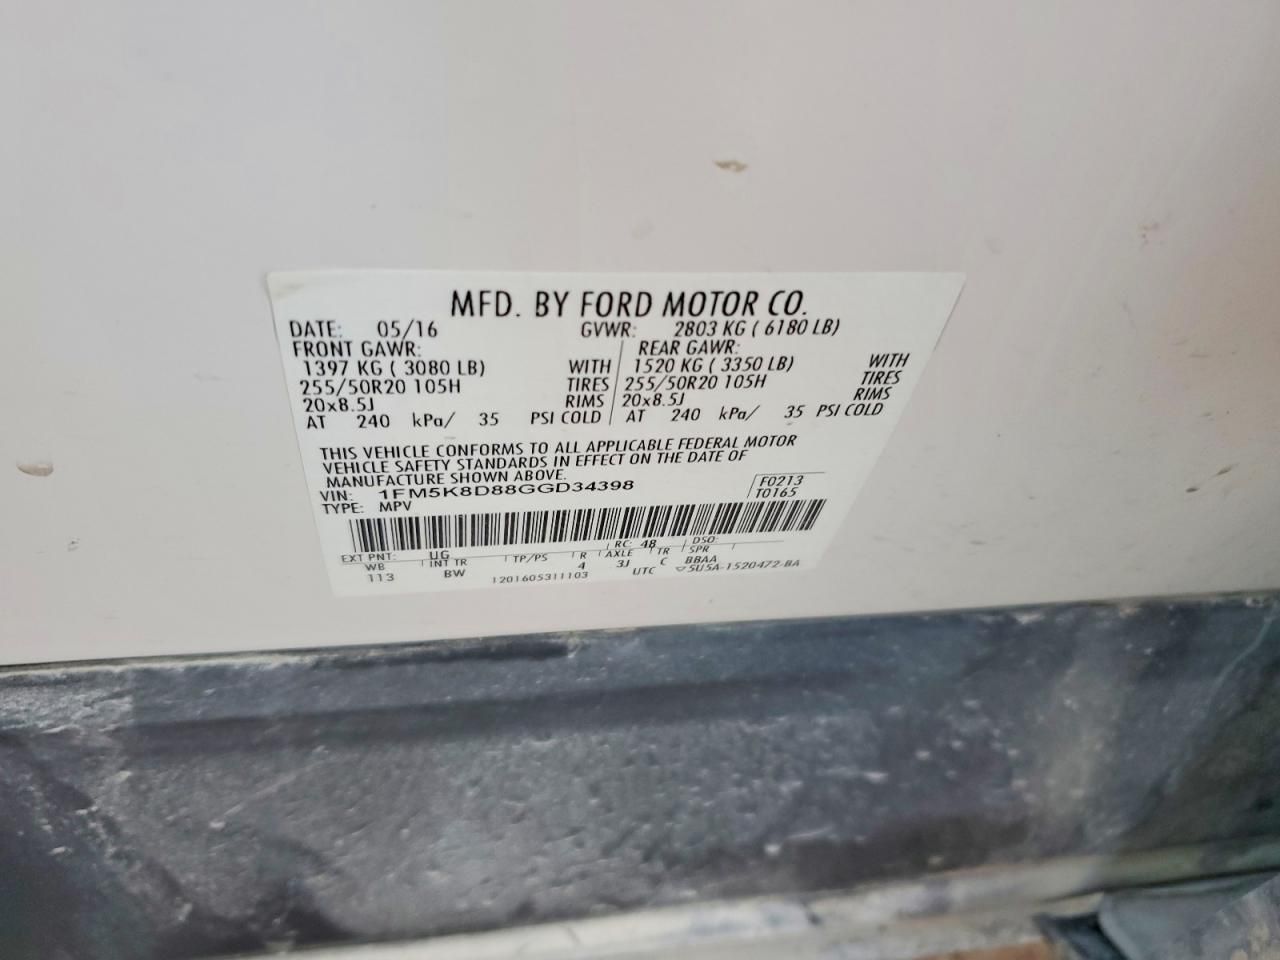 MFD. BY FORD MOTOR CO.
DATE: 05/16 GVWR: 2803 KG ( 6180 LB)
FRONT GAWR: REAR GAWR:
1397 KG ( 3080 LB) WITH 1520 KG ( 3350 LB) WITH
255/50R20 105H TIRES 255/50R20 105H TIRES
20x8.5J RIMS 20x8.5J RIMS
AT 240 kPa/ 35 PSI COLD AT 240 kPa/ 35 PSI COLD
THIS VEHICLE CONFORMS TO ALL APPLICABLE FEDERAL MOTOR
VEHICLE SAFETY STANDARDS IN EFFECT ON THE DATE OF
MANUFACTURE SHOWN ABOVE.
VIN: 1FM5K8D88GGD34398 F0213
TYPE: MPV T0165
EXT PNT: UG RC: 48 DSO:
WB INT TR TP/PS R AXLE TR SPR
113 BW 4 3J C BBAA
1201605311103 UTC ▽5U5A-1520472-BA